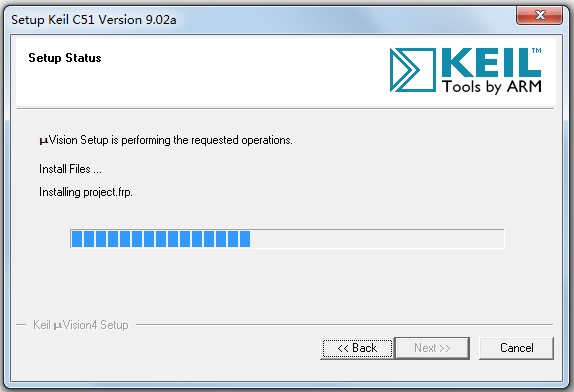 Setup Keil C51 Version 9.02a
Setup Status
KEIL™
Tools by ARM
µVision Setup is performing the requested operations.
Install Files ...
Installing project.frp.
Keil µVision4 Setup
<< Back
Next >>
Cancel